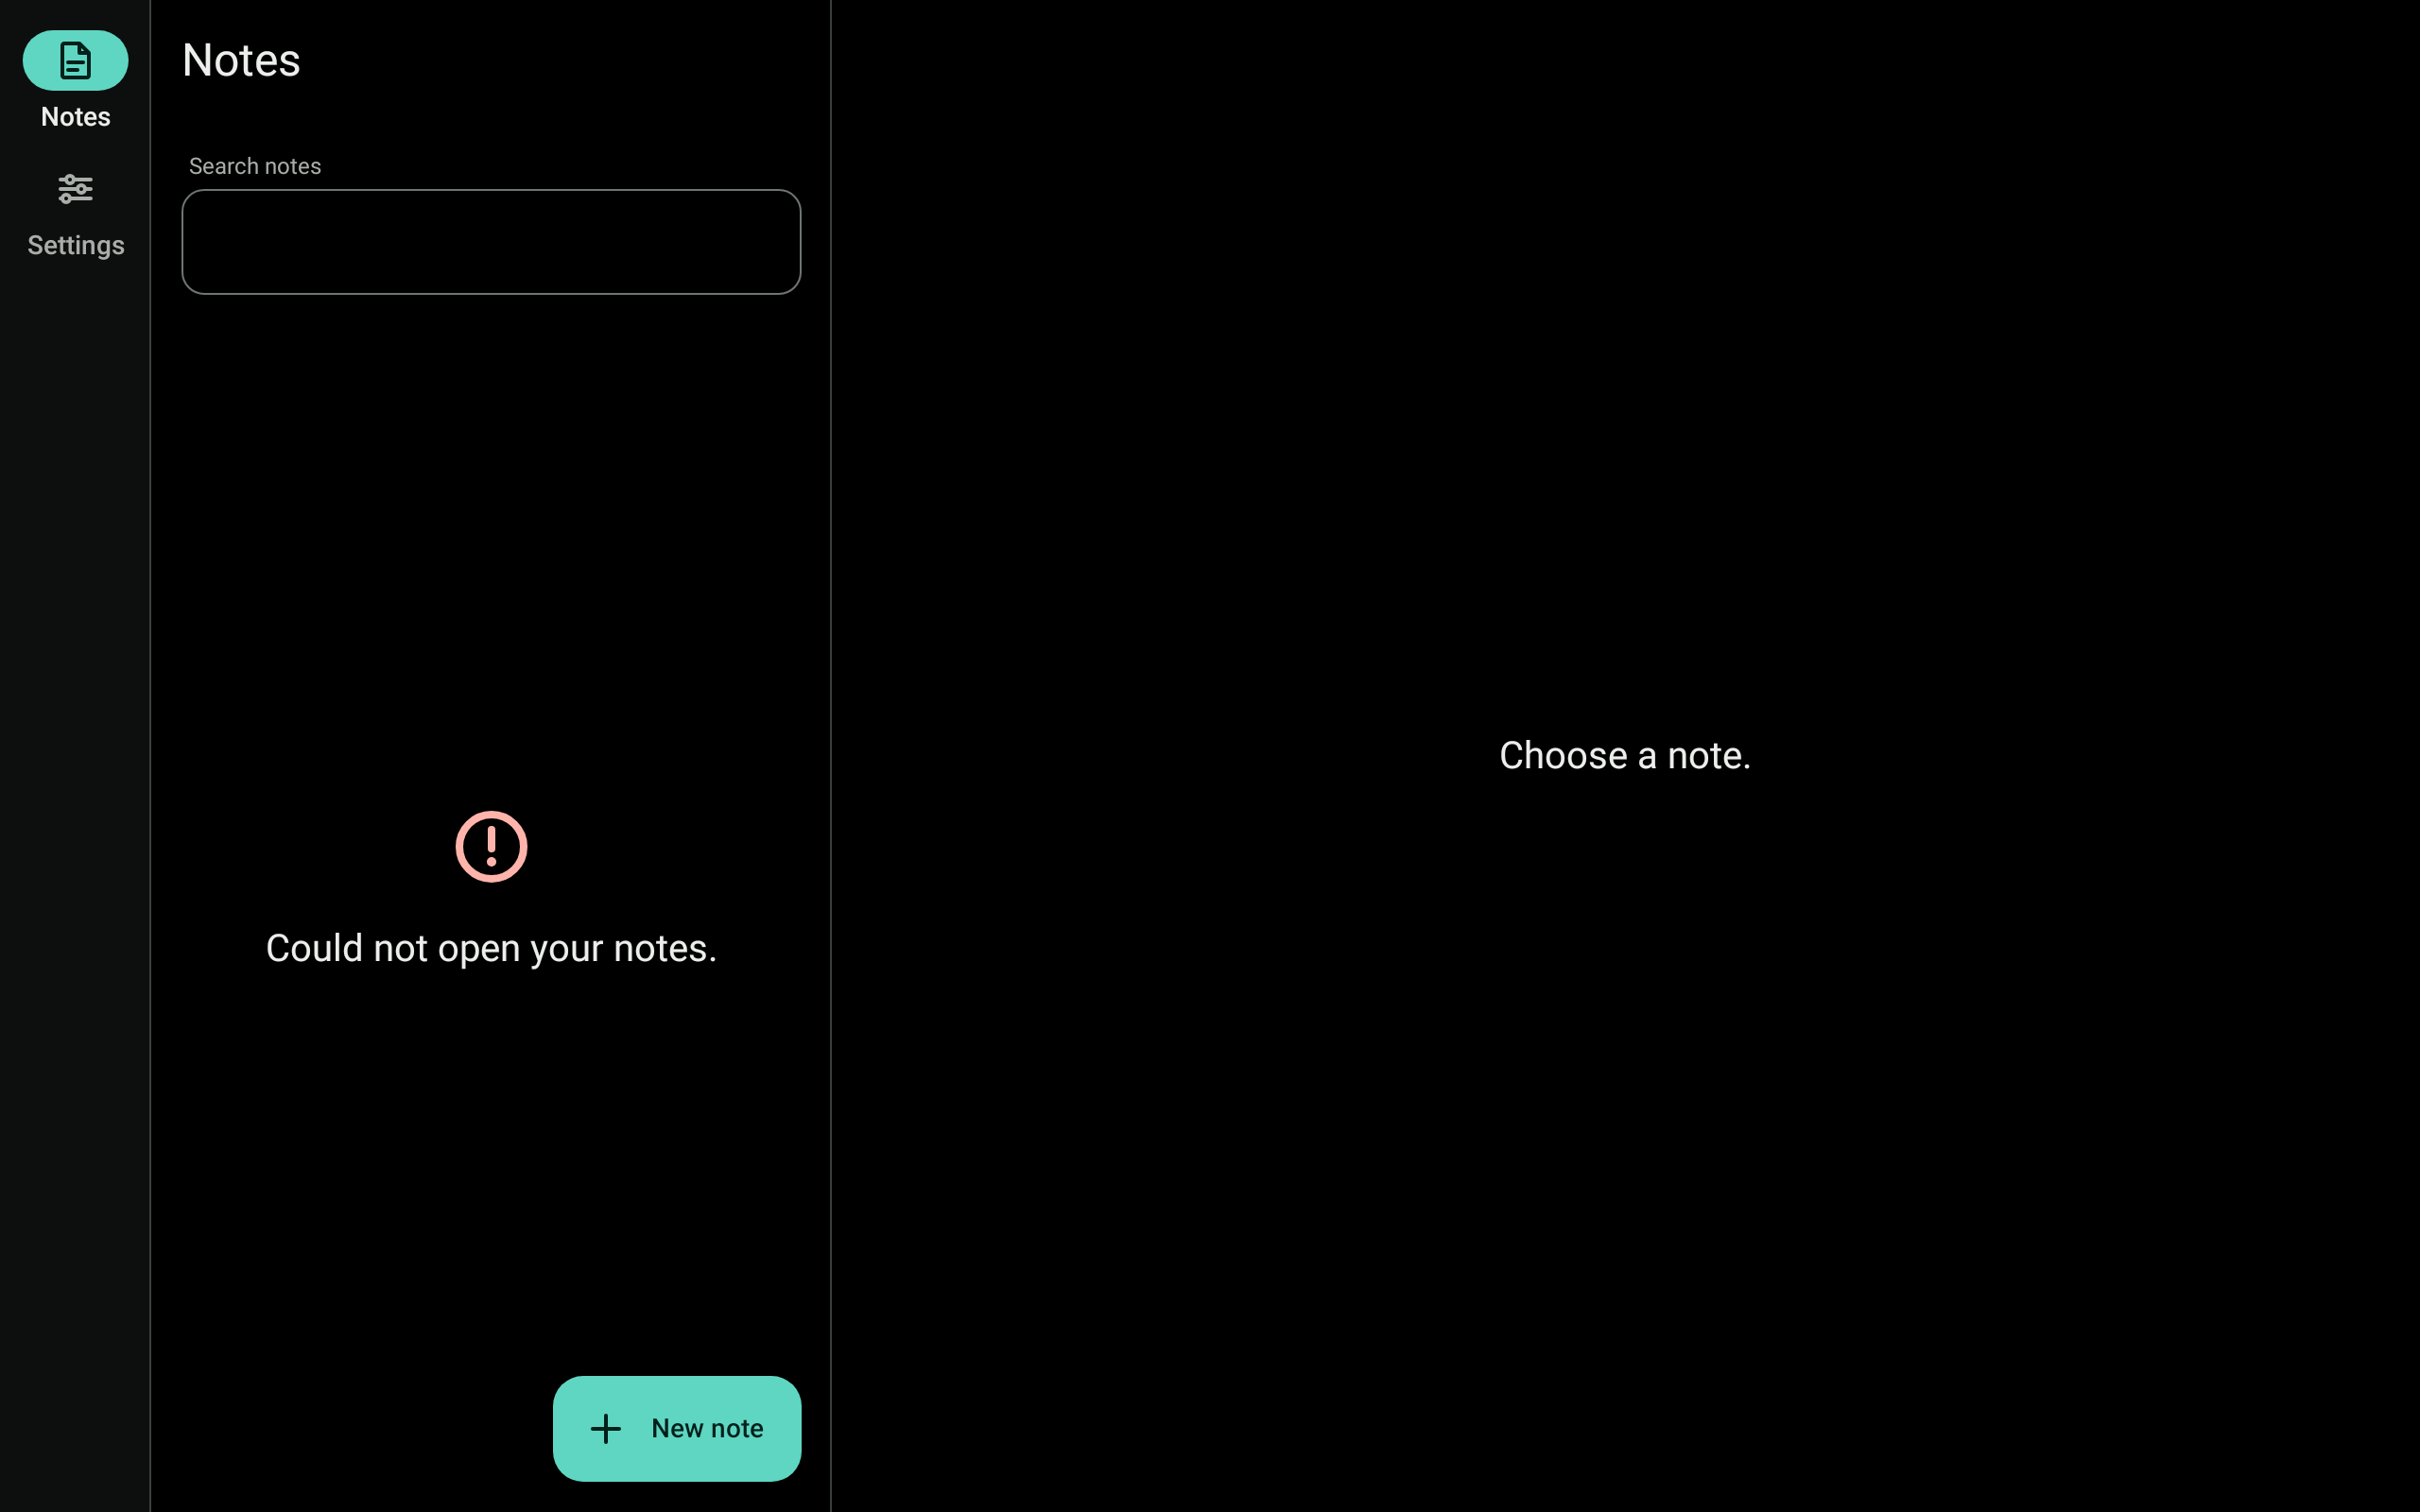 Notes
Settings
Notes
Search notes
Could not open your notes.
New note
Choose a note.